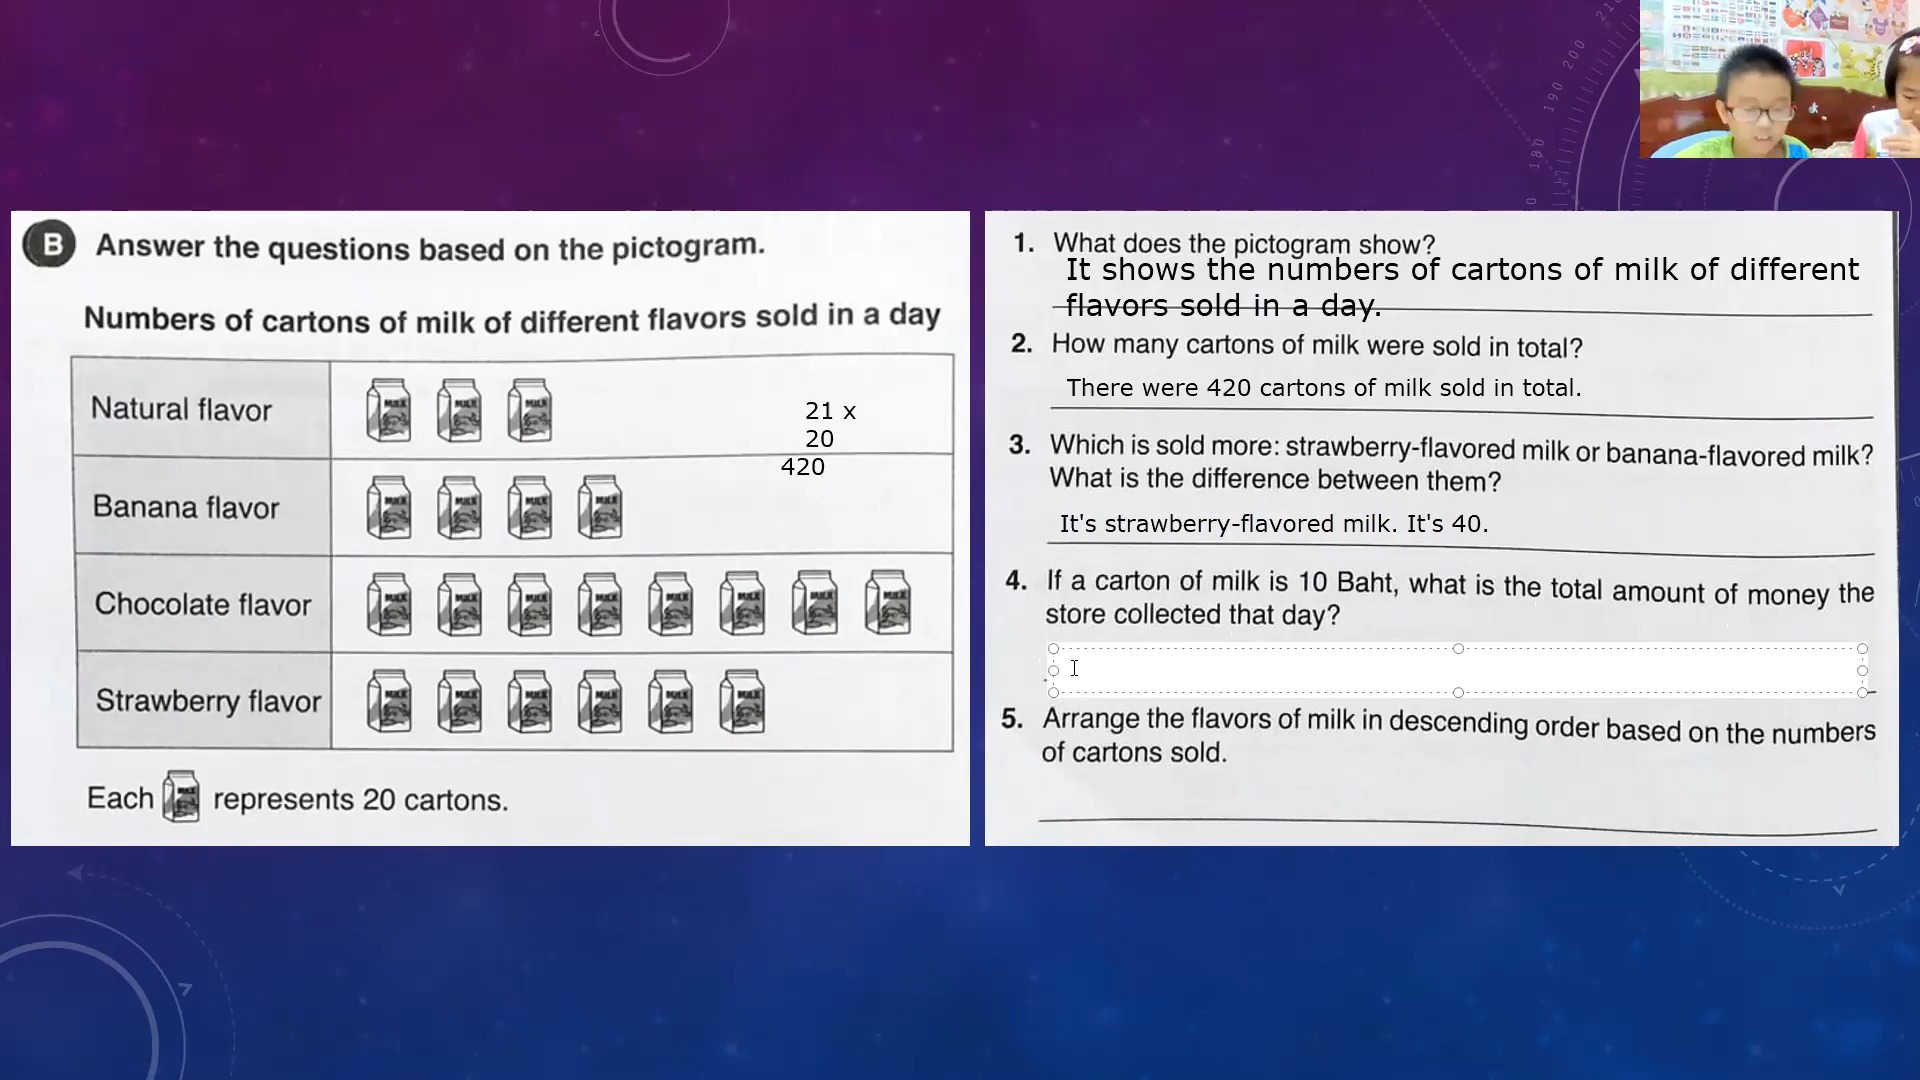 B Answer the questions based on the pictogram.
Numbers of cartons of milk of different flavors sold in a day
Natural flavor
21 x
20
420
Banana flavor
Chocolate flavor
Strawberry flavor
Each represents 20 cartons.
1. What does the pictogram show?
It shows the numbers of cartons of milk of different
flavors sold in a day.
2. How many cartons of milk were sold in total?
There were 420 cartons of milk sold in total.
3. Which is sold more: strawberry-flavored milk or banana-flavored milk?
What is the difference between them?
It's strawberry-flavored milk. It's 40.
4. If a carton of milk is 10 Baht, what is the total amount of money the
store collected that day?
5. Arrange the flavors of milk in descending order based on the numbers
of cartons sold.
180
190
200